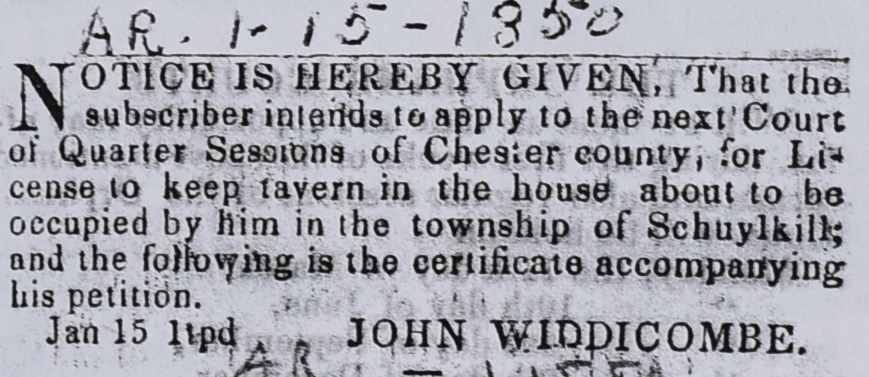 AR. 1-15-1850
NOTICE IS HEREBY GIVEN, That the
subscriber intends to apply to the next Court
of Quarter Sessions of Chester county, for Li-
cense to keep tavern in the house about to be
occupied by him in the township of Schuylkill;
and the following is the certificate accompanying
his petition.
Jan 15 1tpd JOHN WIDDICOMBE.
AR